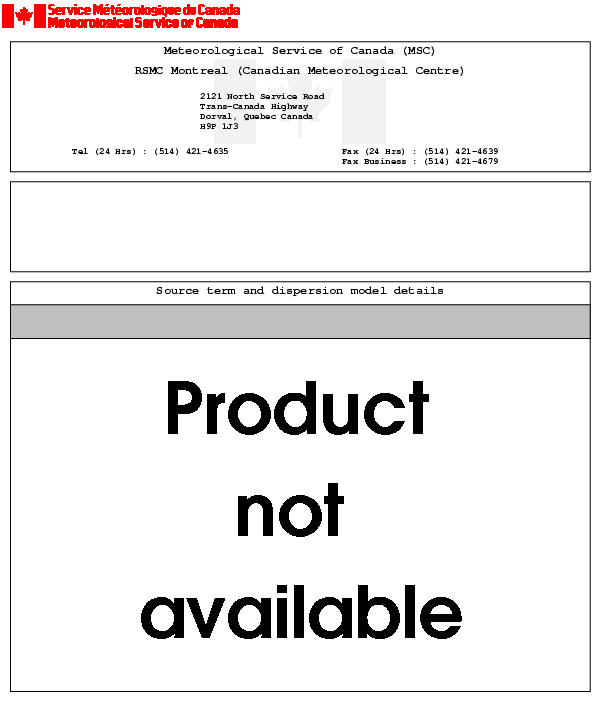 Service Météorologique du Canada
Meteorological Service of Canada
Meteorological Service of Canada (MSC)
RSMC Montreal (Canadian Meteorological Centre)
2121 North Service Road
Trans-Canada Highway
Dorval, Quebec Canada
H9P 1J3
Tel (24 Hrs) : (514) 421-4635
Fax (24 Hrs) : (514) 421-4639
Fax Business : (514) 421-4679
Source term and dispersion model details
Product
not
available